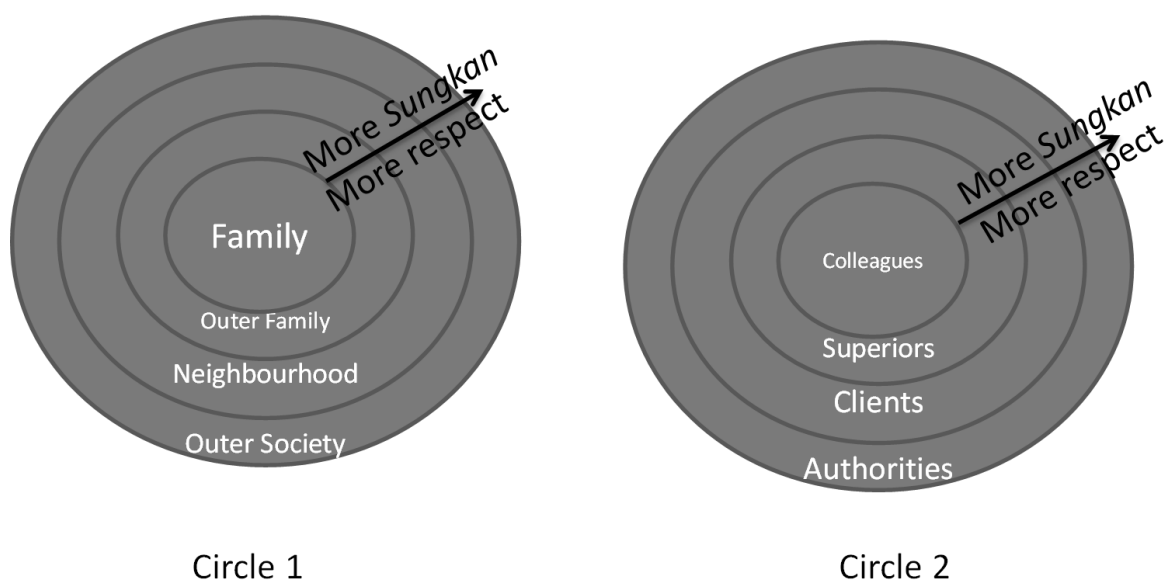 More Sungkan
More respect
Family
Outer Family
Neighbourhood
Outer Society
Circle 1
More Sungkan
More respect
Colleagues
Superiors
Clients
Authorities
Circle 2